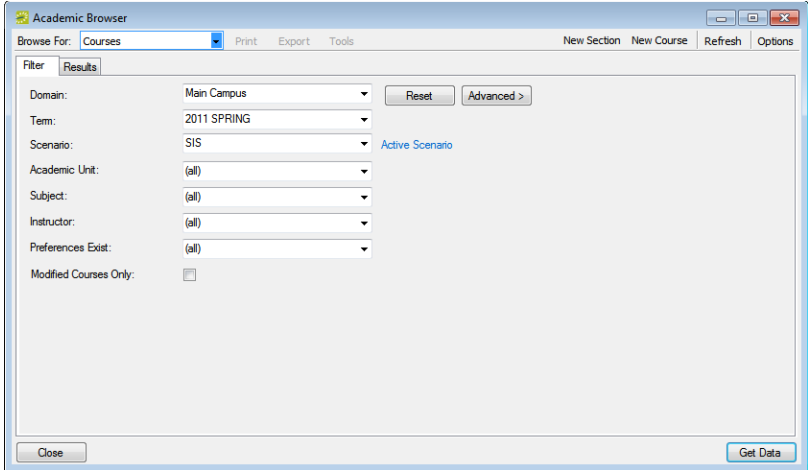 Academic Browser
Browse For: Courses Print Export Tools New Section New Course Refresh Options
Filter Results
Domain: Main Campus Reset Advanced >
Term: 2011 SPRING
Scenario: SIS Active Scenario
Academic Unit: (all)
Subject: (all)
Instructor: (all)
Preferences Exist: (all)
Modified Courses Only:
Close Get Data